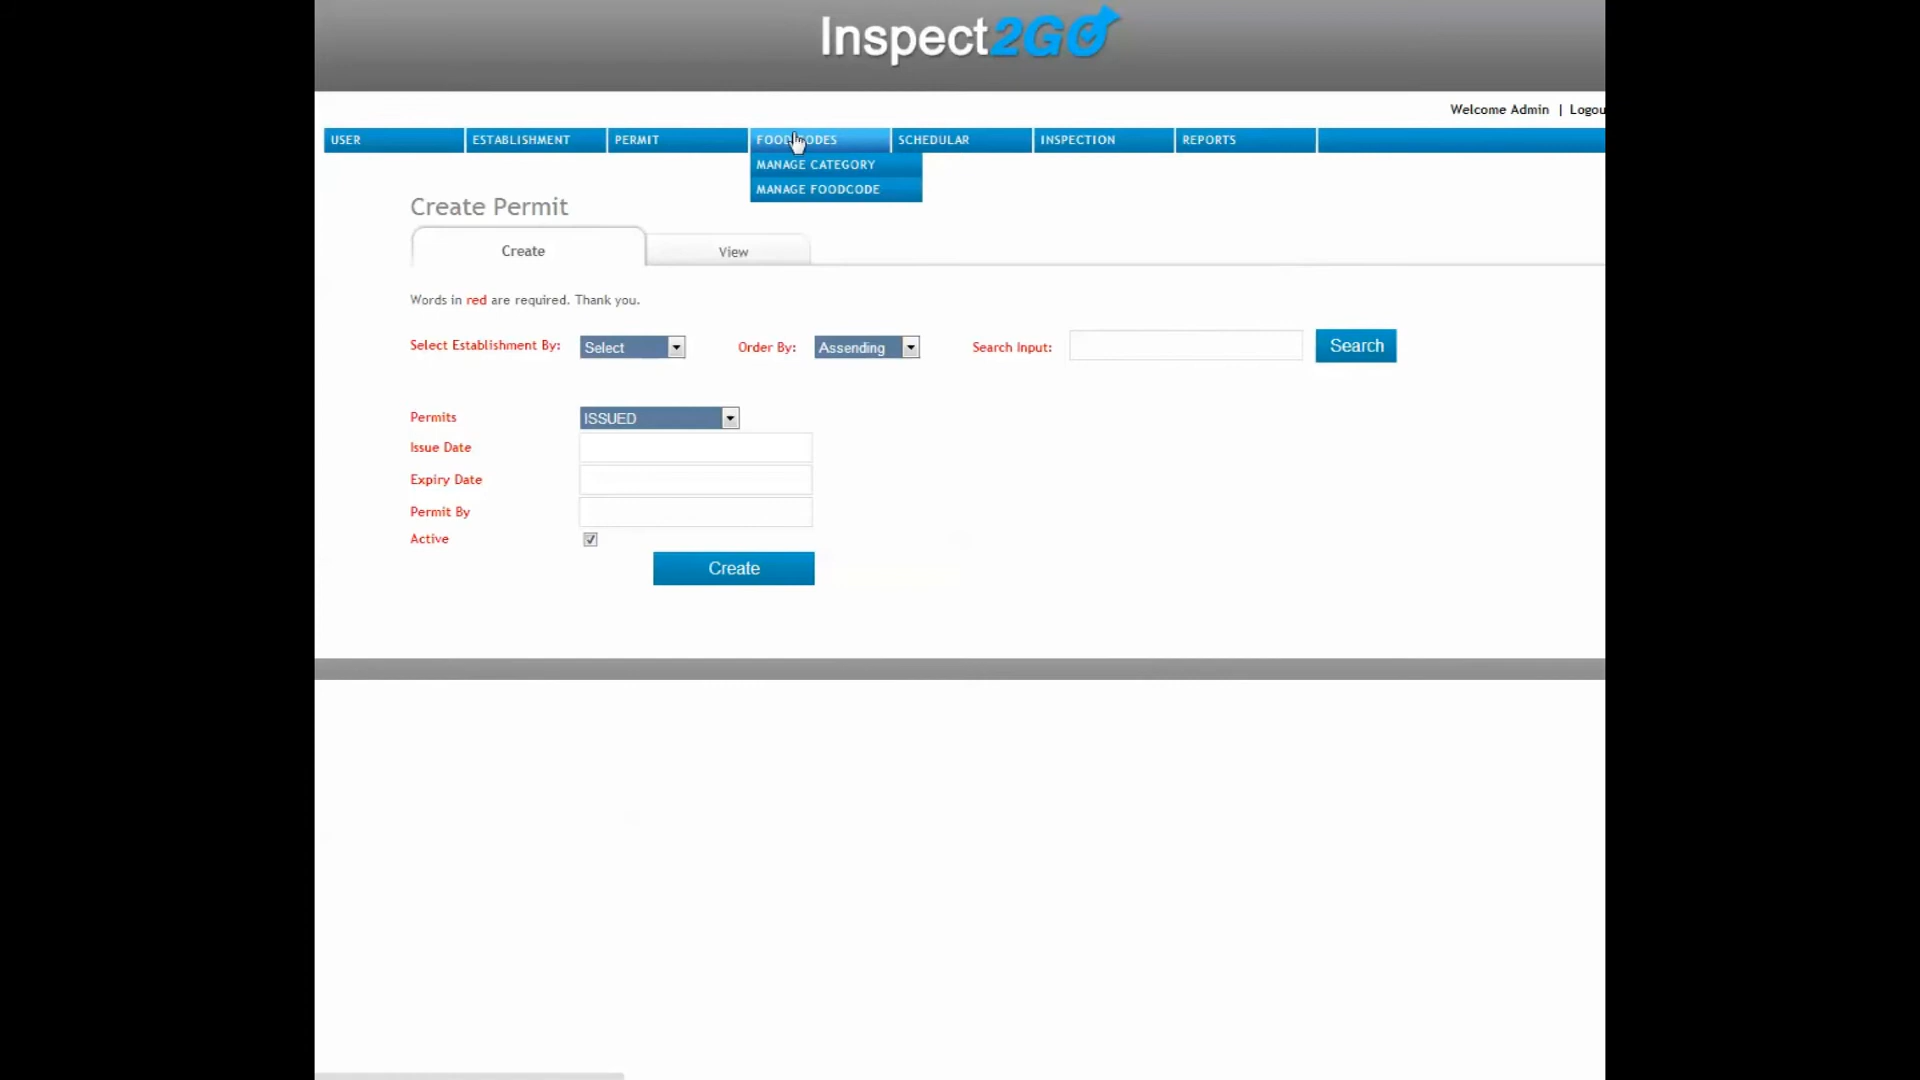 Inspect2GO
Welcome Admin | Logou
USER ESTABLISHMENT PERMIT FOODCODES SCHEDULAR INSPECTION REPORTS
MANAGE CATEGORY
MANAGE FOODCODE
Create Permit
Create View
Words in red are required. Thank you.
Select Establishment By: Select Order By: Assending Search Input: Search
Permits ISSUED
Issue Date
Expiry Date
Permit By
Active
Create